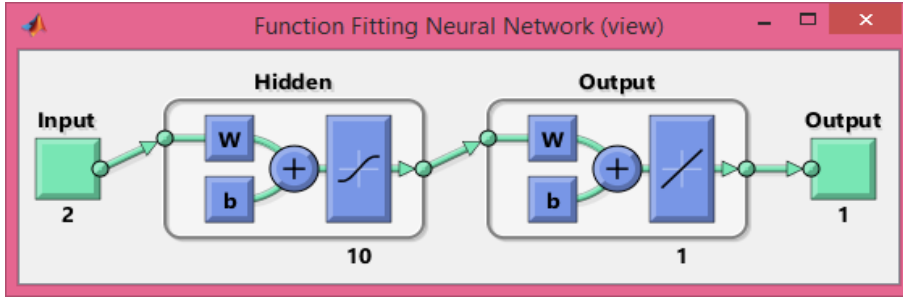 Function Fitting Neural Network (view)
Hidden
Output
Input
Output
W
W
b
b
2
1
10
1